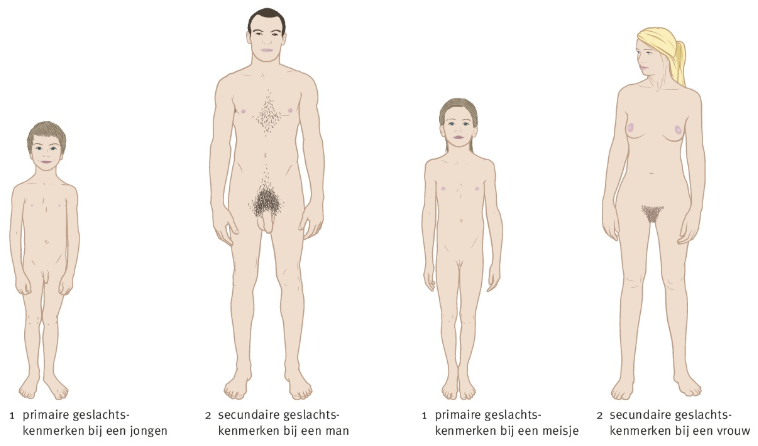 1 primaire geslachts-
kenmerken bij een jongen
2 secundaire geslachts-
kenmerken bij een man
1 primaire geslachts-
kenmerken bij een meisje
2 secundaire geslachts-
kenmerken bij een vrouw